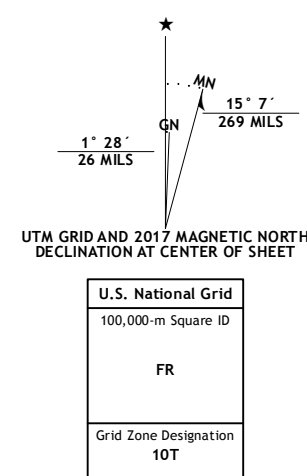 ★
MN
GN
15° 7´
269 MILS
1° 28´
26 MILS
UTM GRID AND 2017 MAGNETIC NORTH
DECLINATION AT CENTER OF SHEET
U.S. National Grid
100,000-m Square ID
FR
Grid Zone Designation
10T